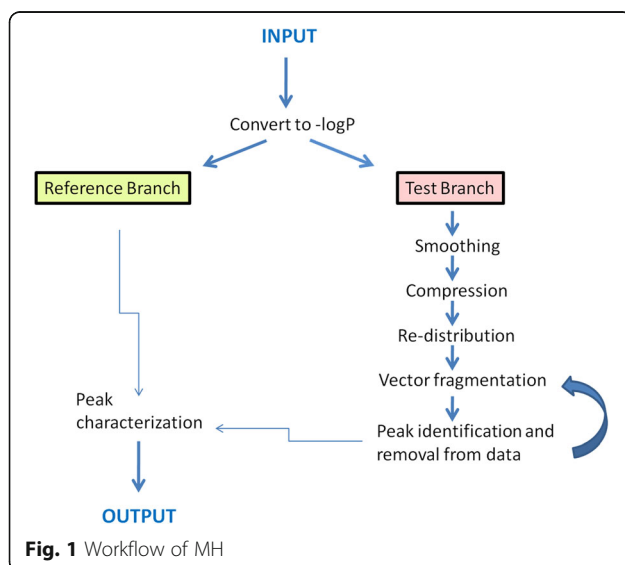 INPUT
Convert to -logP
Reference Branch
Test Branch
Smoothing
Compression
Re-distribution
Vector fragmentation
Peak identification and
removal from data
Peak
characterization
OUTPUT
Fig. 1 Workflow of MH